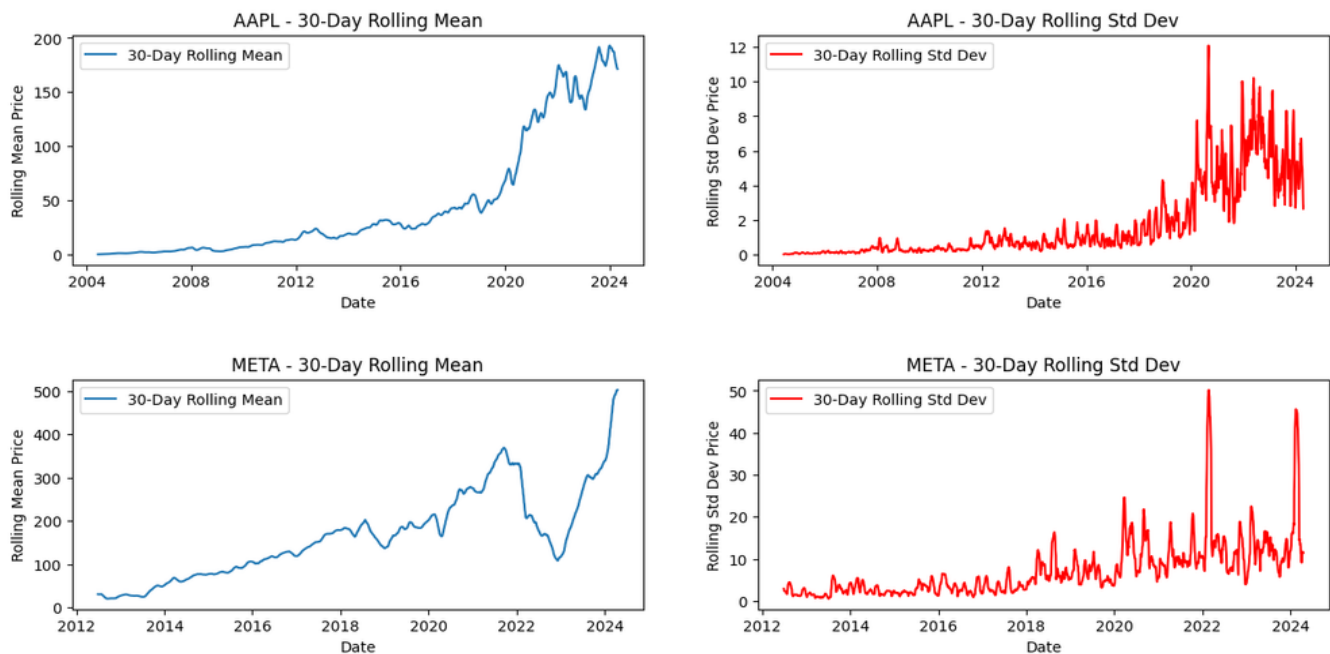 AAPL - 30-Day Rolling Mean
200
150
100
50
0
Rolling Mean Price
30-Day Rolling Mean
2004 2008 2012 2016 2020 2024
Date
AAPL - 30-Day Rolling Std Dev
12
10
8
6
4
2
0
Rolling Std Dev Price
30-Day Rolling Std Dev
2004 2008 2012 2016 2020 2024
Date
META - 30-Day Rolling Mean
500
400
300
200
100
0
Rolling Mean Price
30-Day Rolling Mean
2012 2014 2016 2018 2020 2022 2024
Date
META - 30-Day Rolling Std Dev
50
40
30
20
10
0
Rolling Std Dev Price
30-Day Rolling Std Dev
2012 2014 2016 2018 2020 2022 2024
Date